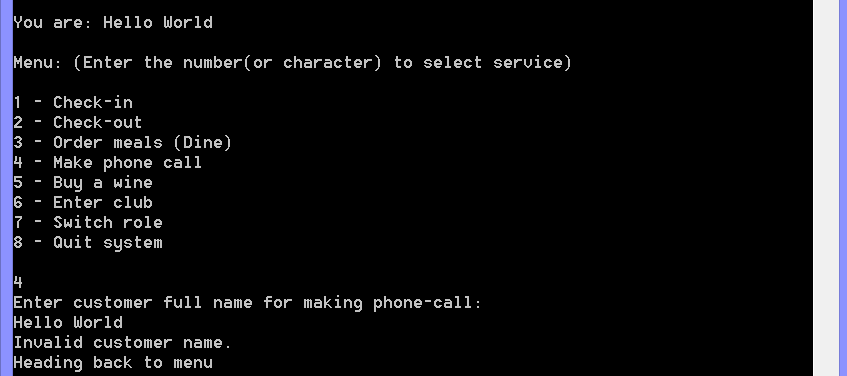 You are: Hello World
Menu: (Enter the number(or character) to select service)
1 - Check-in
2 - Check-out
3 - Order meals (Dine)
4 - Make phone call
5 - Buy a wine
6 - Enter club
7 - Switch role
8 - Quit system
4
Enter customer full name for making phone-call:
Hello World
Invalid customer name.
Heading back to menu